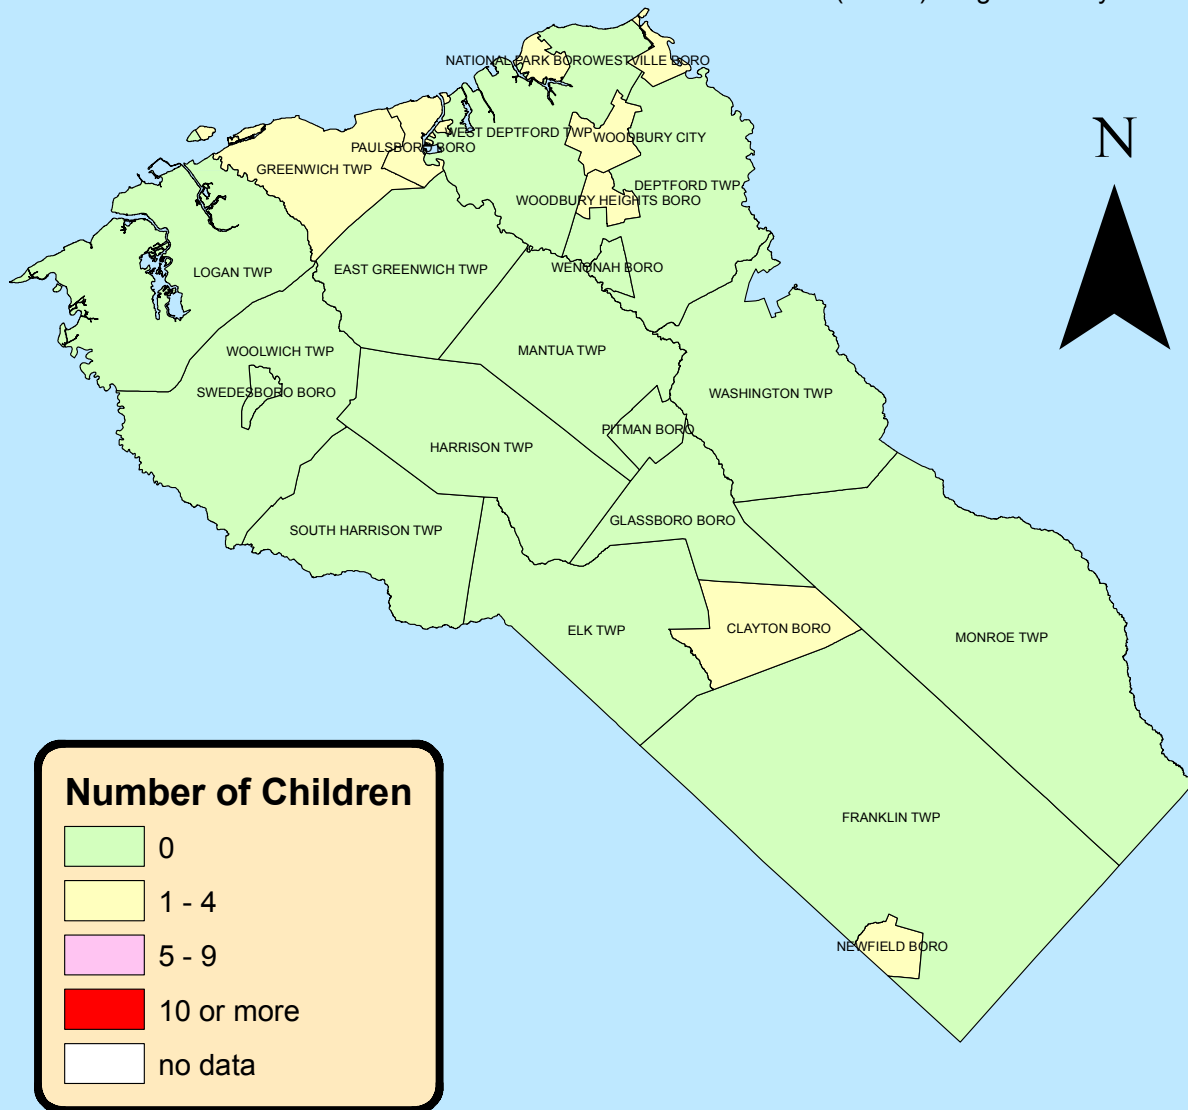 NATIONAL PARK BORO
WESTVILLE BORO
WEST DEPTFORD TWP
WOODBURY CITY
N
PAULSBORO BORO
GREENWICH TWP
DEPTFORD TWP
WOODBURY HEIGHTS BORO
WENONAH BORO
LOGAN TWP
EAST GREENWICH TWP
WOOLWICH TWP
MANTUA TWP
SWEDESBORO BORO
WASHINGTON TWP
PITMAN BORO
HARRISON TWP
GLASSBORO BORO
SOUTH HARRISON TWP
ELK TWP
CLAYTON BORO
MONROE TWP
FRANKLIN TWP
NEWFIELD BORO
Number of Children
0
1 - 4
5 - 9
10 or more
no data